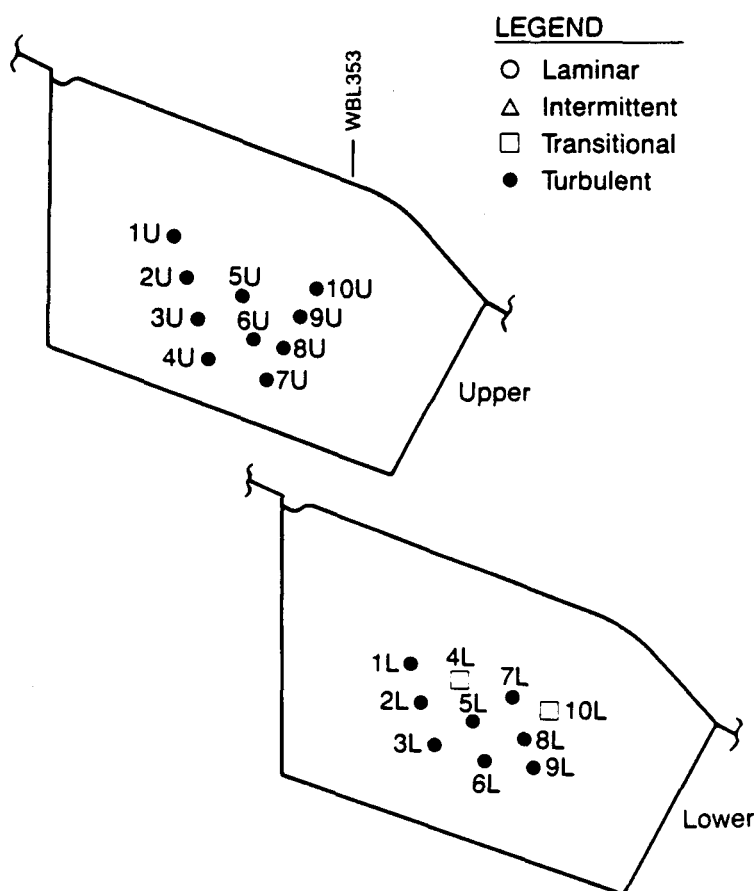 LEGEND
Laminar
Intermittent
Transitional
Turbulent
WBL353
1U
2U
5U
10U
3U
6U
9U
4U
8U
7U
Upper
1L
4L
7L
2L
5L
10L
3L
8L
6L
9L
Lower